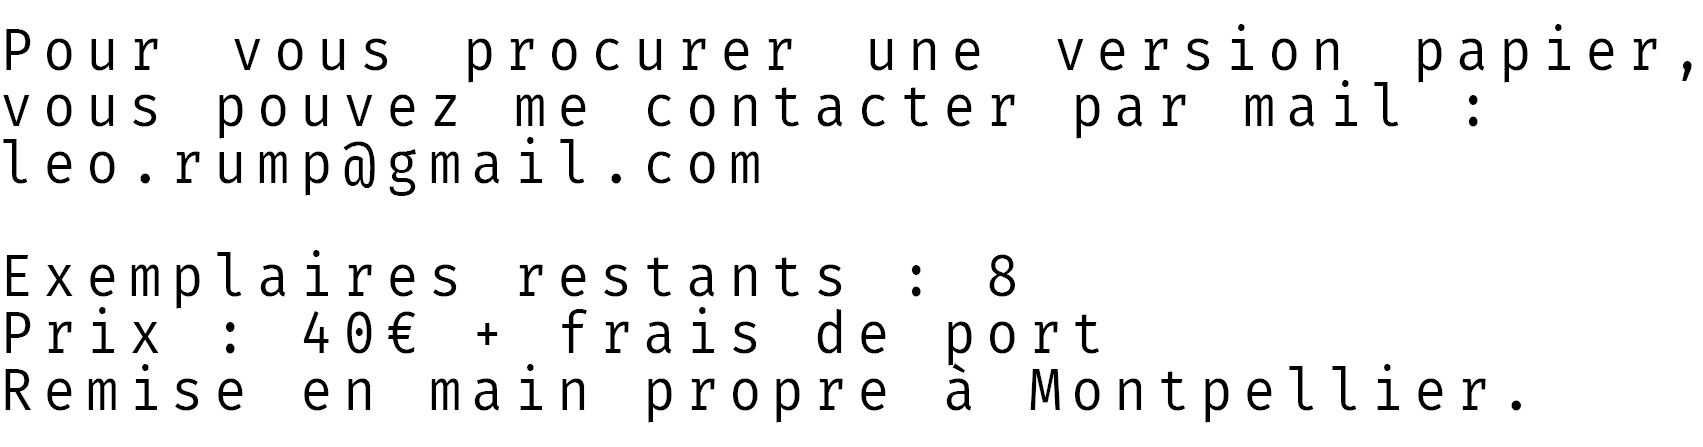 Pour vous procurer une version papier,
vous pouvez me contacter par mail :
leo.rump@gmail.com
Exemplaires restants : 8
Prix : 40€ + frais de port
Remise en main propre à Montpellier.